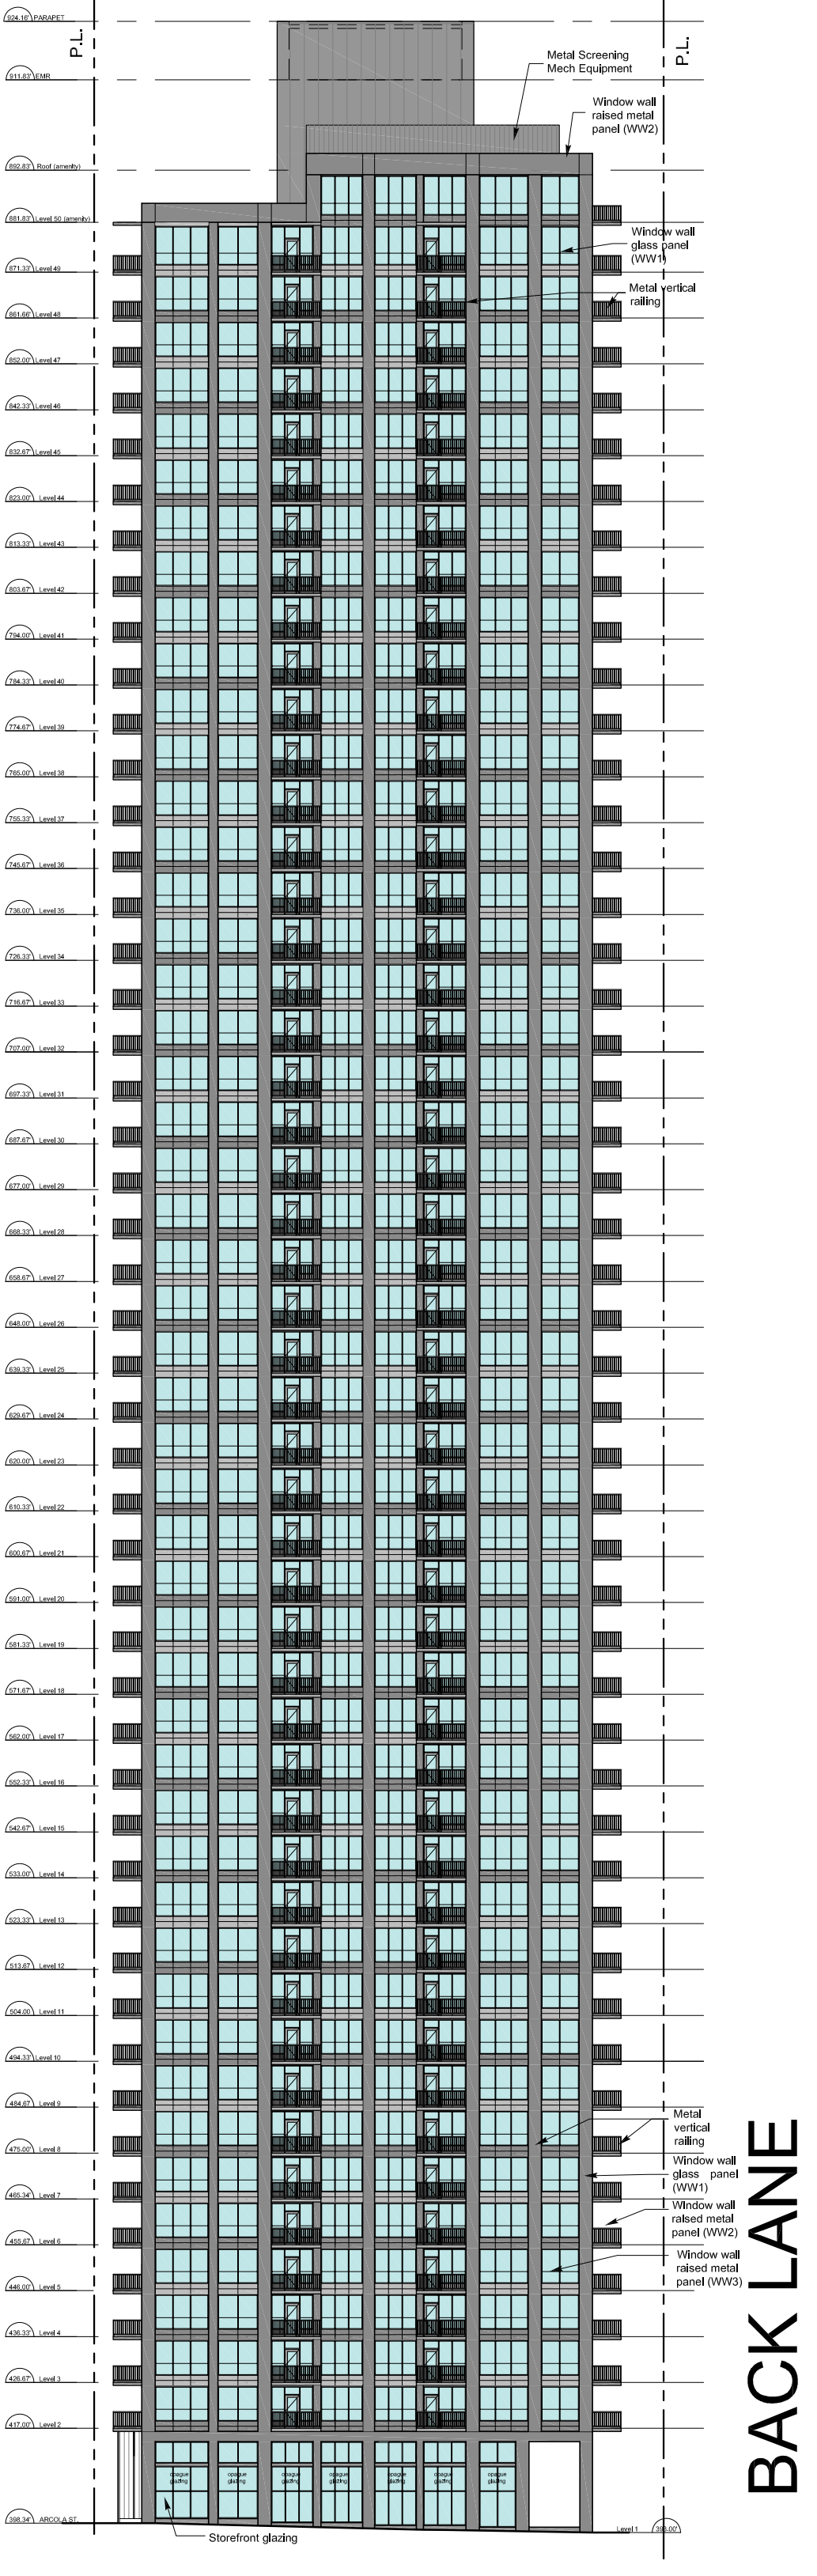 924.16' PARAPET
P.L.
P.L.
Metal Screening
Mech Equipment
911.83' EMR
Window wall
raised metal
panel (WW2)
892.83' Roof (amenity)
881.83' Level 50 (amenity)
Window wall
glass panel
(WW1)
871.33' Level 49
Metal vertical
railing
861.66' Level 48
852.00' Level 47
842.33' Level 46
832.67' Level 45
823.00' Level 44
813.33' Level 43
803.67' Level 42
794.00' Level 41
784.33' Level 40
774.67' Level 39
765.00' Level 38
755.33' Level 37
745.67' Level 36
736.00' Level 35
726.33' Level 34
716.67' Level 33
707.00' Level 32
697.33' Level 31
687.67' Level 30
677.00' Level 29
668.33' Level 28
658.67' Level 27
648.00' Level 26
639.33' Level 25
629.67' Level 24
620.00' Level 23
610.33' Level 22
600.67' Level 21
591.00' Level 20
581.33' Level 19
571.67' Level 18
562.00' Level 17
552.33' Level 16
542.67' Level 15
533.00' Level 14
523.33' Level 13
513.67' Level 12
504.00 Level 11
494.33' Level 10
484.67' Level 9
475.00' Level 8
Metal
vertical
railing
Window wall
glass panel
(WW1)
465.34' Level 7
Window wall
raised metal
panel (WW2)
455.67' Level 6
Window wall
raised metal
panel (WW3)
446.00' Level 5
436.33' Level 4
426.67' Level 3
417.00' Level 2
BACK LANE
opaque
glazing
opaque
glazing
opaque
glazing
opaque
glazing
opaque
glazing
opaque
glazing
opaque
glazing
398.34' ARCOLA ST.
Level 1
Storefront glazing